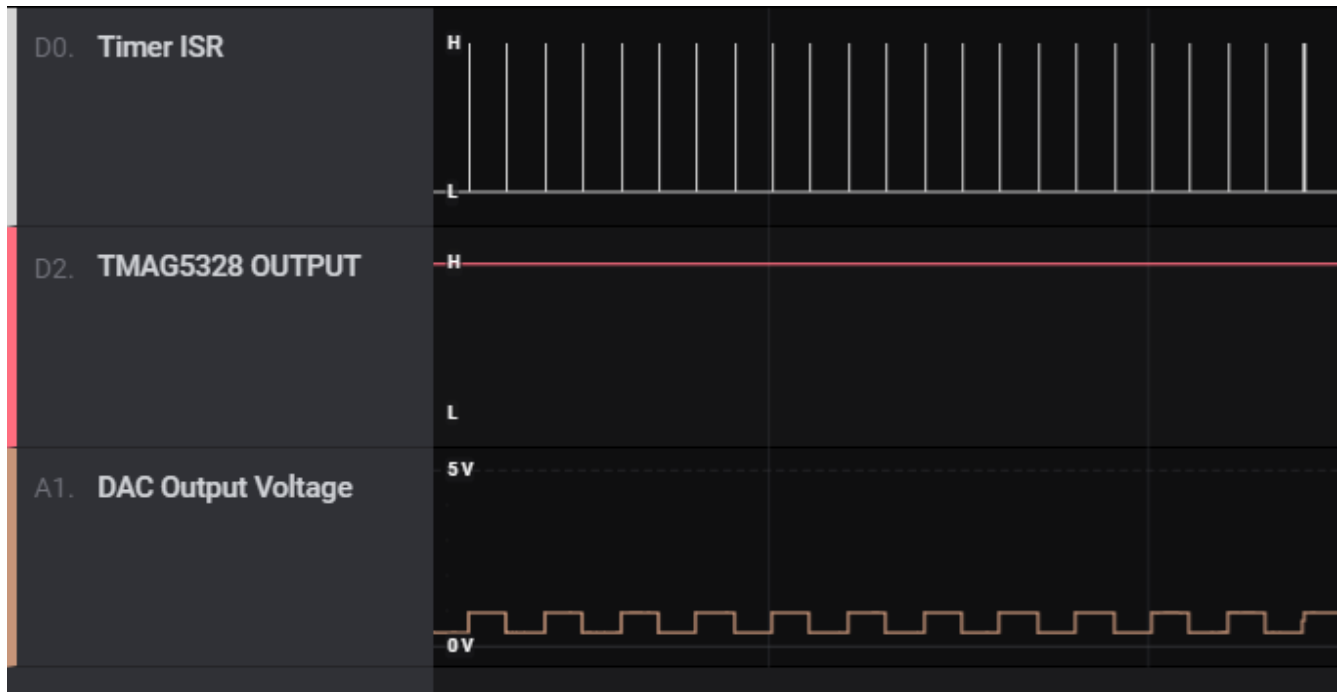 D0. Timer ISR
H
L
D2. TMAG5328 OUTPUT
H
L
A1. DAC Output Voltage
5 V
0 V